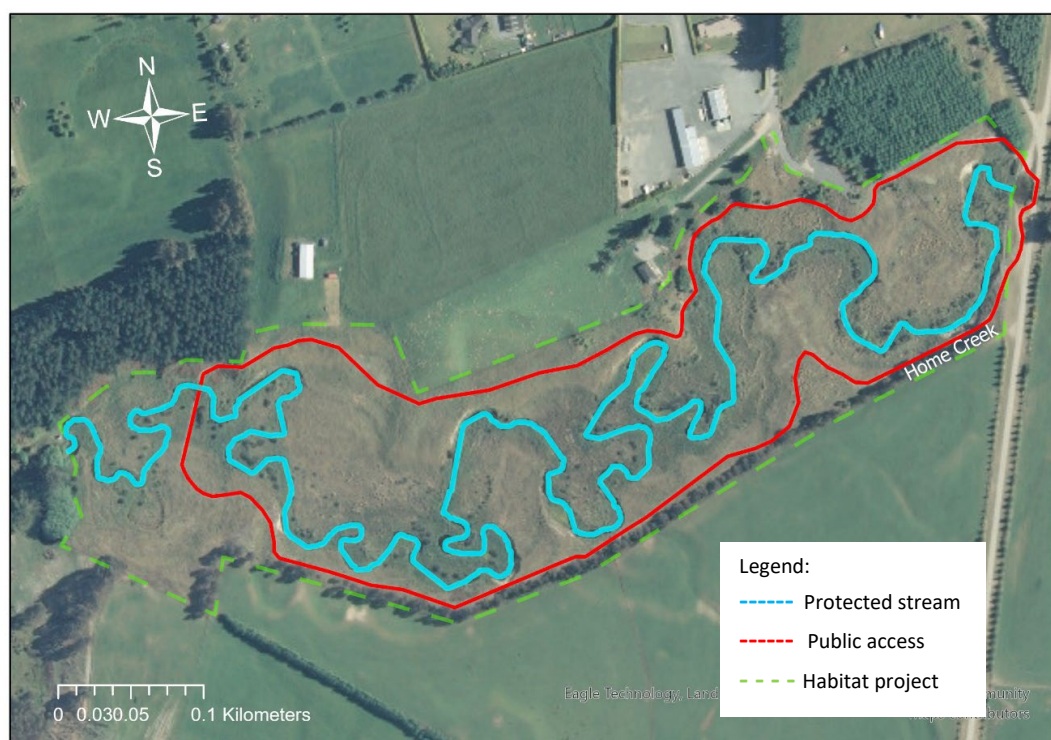 N
W E
S
Home Creek
Legend:
Protected stream
Public access
Habitat project
0 0.030.05 0.1 Kilometers
Eagle Technology, Land
munity